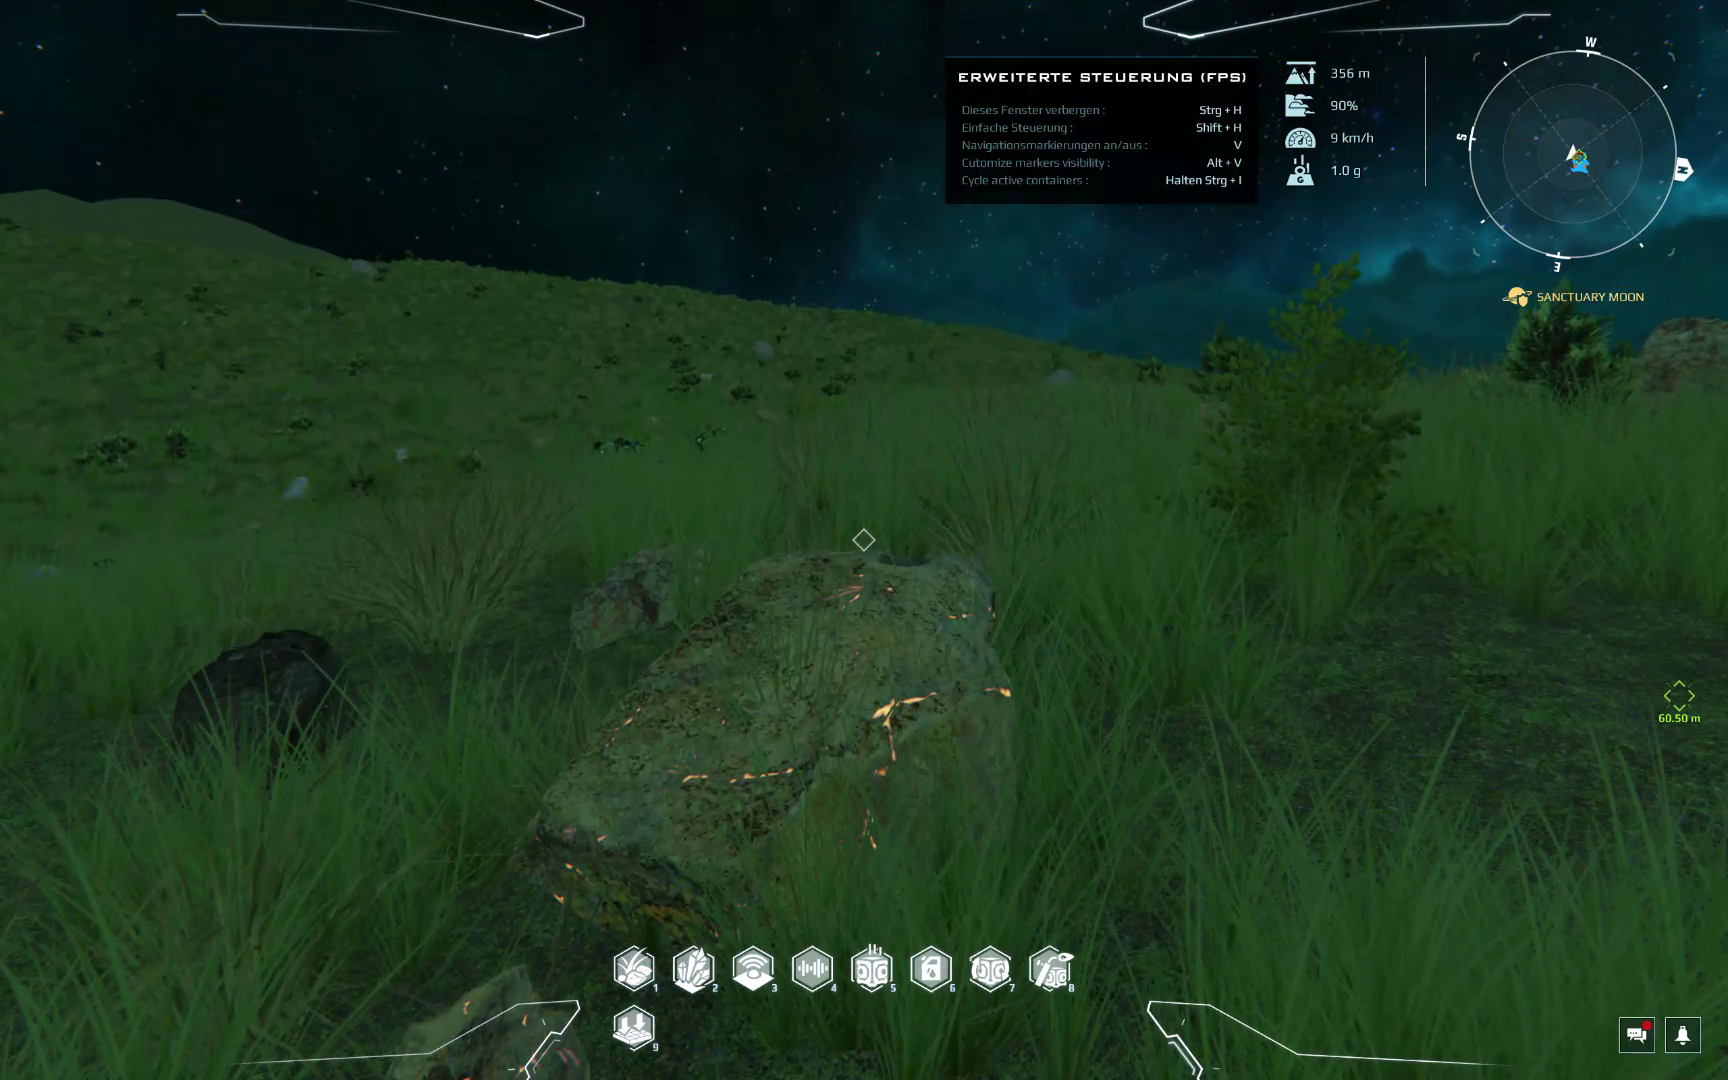 ERWEITERTE STEUERUNG (FPS)
Dieses Fenster verbergen : Strg + H
Einfache Steuerung : Shift + H
Navigationsmarkierungen an/aus : V
Cutomize markers visibility : Alt + V
Cycle active containers : Halten Strg + I
356 m
90%
9 km/h
1.0 g
G
W
S
N
E
SANCTUARY MOON
60.50 m
1
2
3
4
5
6
7
8
9